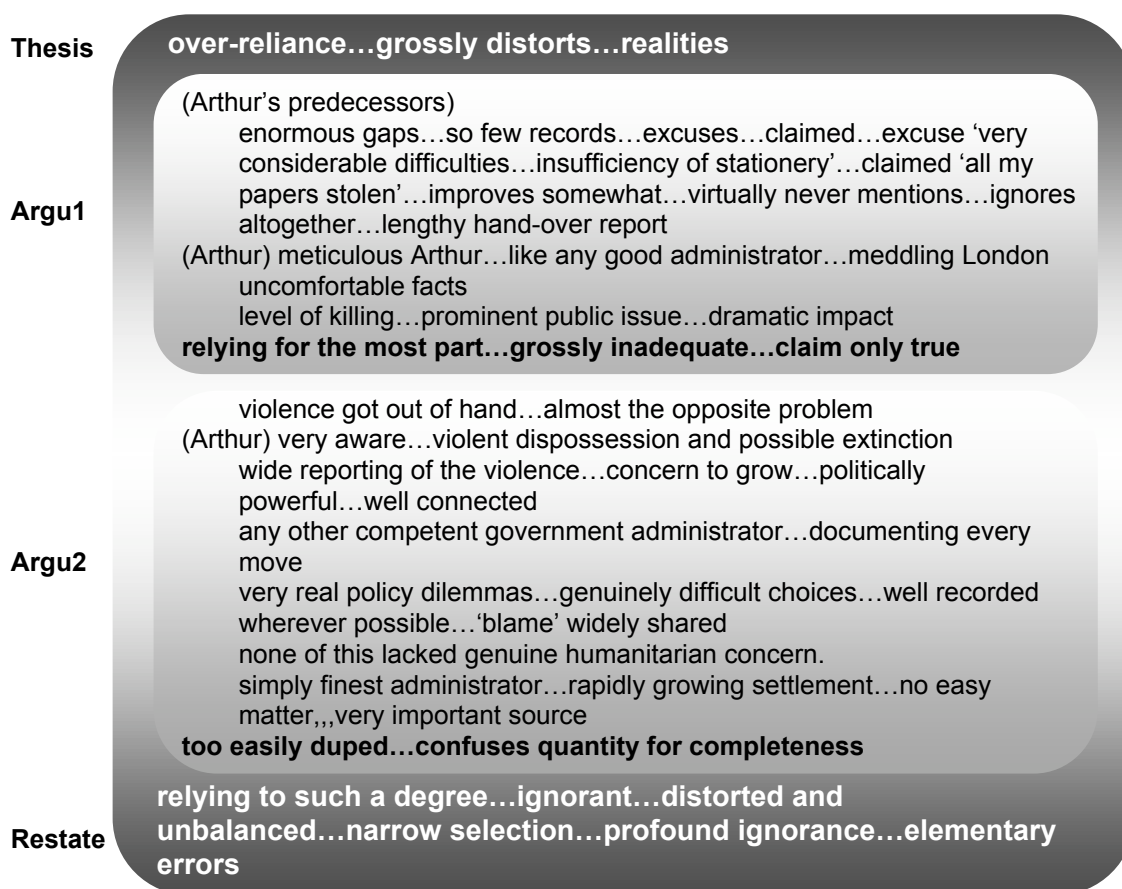 Thesis
over-reliance…grossly distorts…realities
Argu1
(Arthur's predecessors)
enormous gaps…so few records…excuses…claimed…excuse 'very
considerable difficulties…insufficiency of stationery'…claimed 'all my
papers stolen'…improves somewhat…virtually never mentions…ignores
altogether…lengthy hand-over report
(Arthur) meticulous Arthur…like any good administrator…meddling London
uncomfortable facts
level of killing…prominent public issue…dramatic impact
relying for the most part…grossly inadequate…claim only true
Argu2
violence got out of hand…almost the opposite problem
(Arthur) very aware…violent dispossession and possible extinction
wide reporting of the violence…concern to grow…politically
powerful…well connected
any other competent government administrator…documenting every
move
very real policy dilemmas…genuinely difficult choices…well recorded
wherever possible…'blame' widely shared
none of this lacked genuine humanitarian concern.
simply finest administrator…rapidly growing settlement…no easy
matter,,,very important source
too easily duped…confuses quantity for completeness
Restate
relying to such a degree…ignorant…distorted and
unbalanced…narrow selection…profound ignorance…elementary
errors